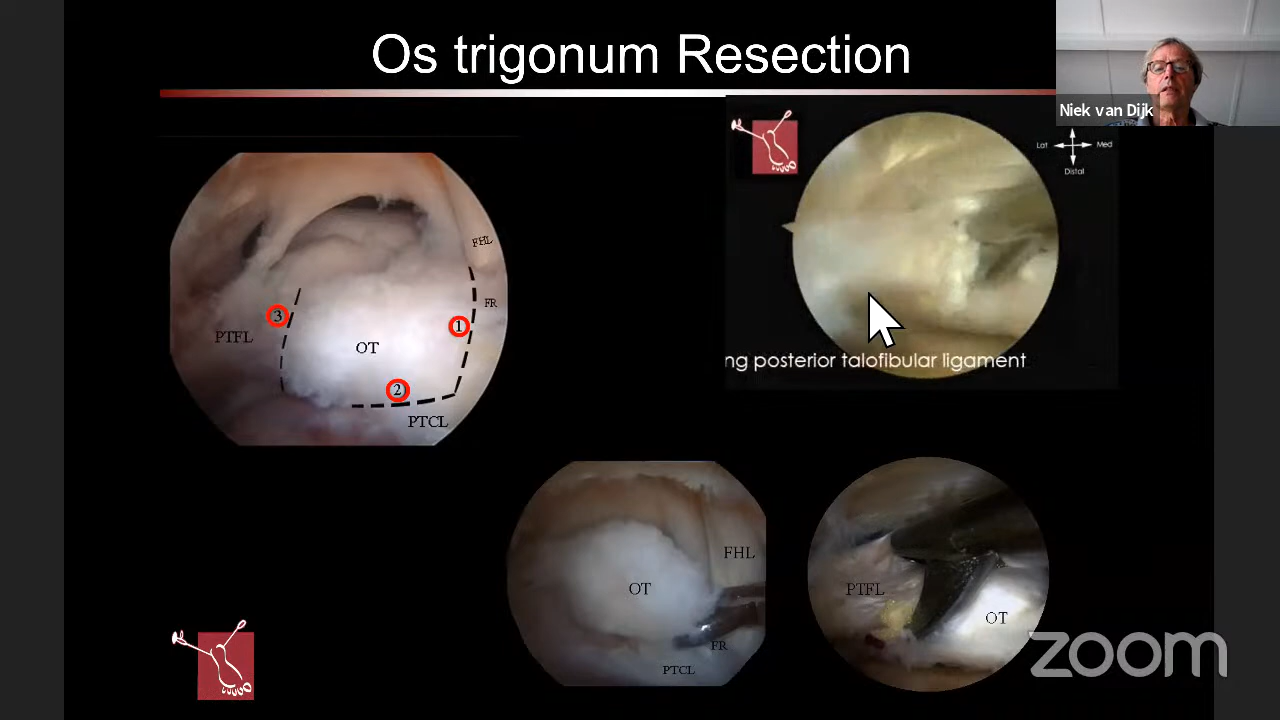 Os trigonum Resection
Niek van Dijk
Lat
Med
Distal
FHL
FR
3
1
PTFL
OT
2
PTCL
ng posterior talofibular ligament
FHL
OT
FR
PTCL
PTFL
OT
zoom